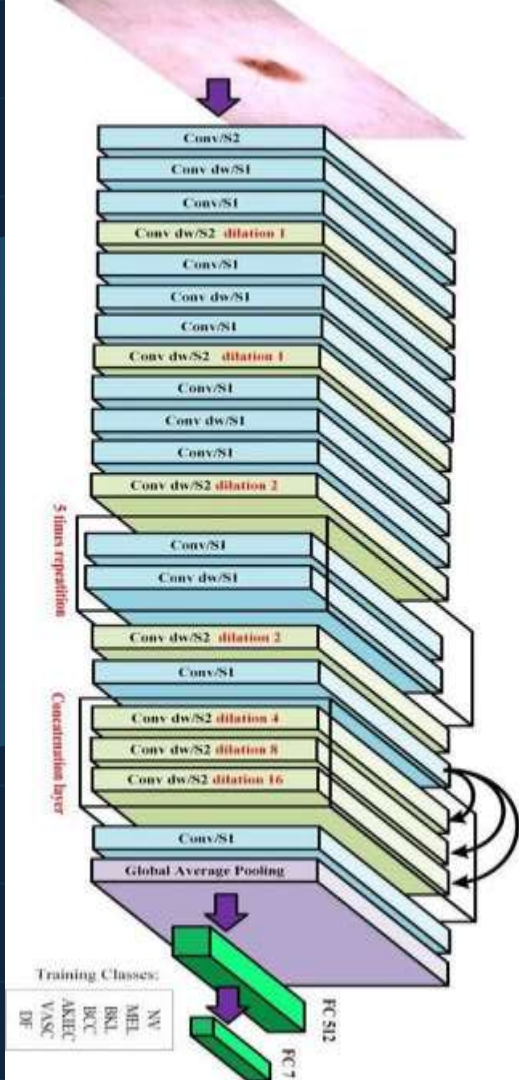 Conv/S2
Conv dw/S1
Conv/S1
Conv dw/S2 dilation 1
Conv/S1
Conv dw/S1
Conv/S1
Conv dw/S2 dilation 1
Conv/S1
Conv dw/S1
Conv/S1
Conv dw/S2 dilation 2
5 times repeatition
Conv/S1
Conv dw/S1
Conv dw/S2 dilation 2
Conv/S1
Concatenation layer
Conv dw/S2 dilation 4
Conv dw/S2 dilation 8
Conv dw/S2 dilation 16
Conv/S1
Global Average Pooling
FC 512
FC 7
Training Classes:
NV
MEL
BKL
BCC
AKIEC
VASC
DF